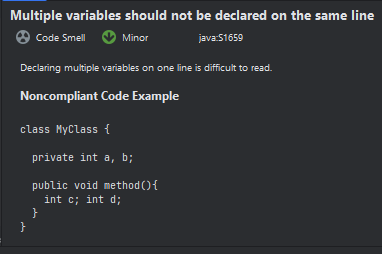 Multiple variables should not be declared on the same line
Code Smell Minor java:S1659
Declaring multiple variables on one line is difficult to read.
Noncompliant Code Example
class MyClass {
private int a, b;
public void method(){
int c; int d;
}
}